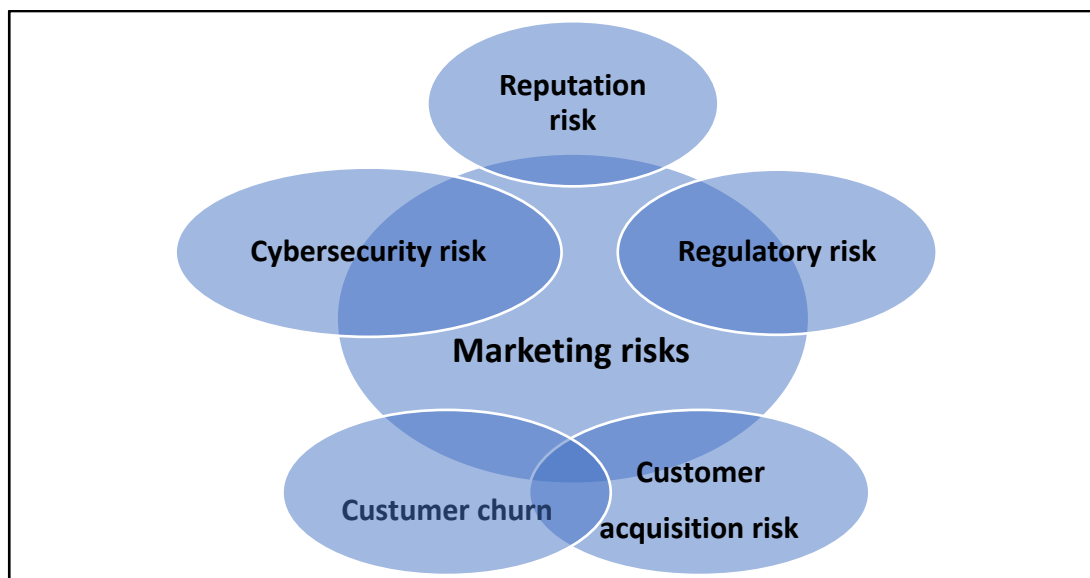 Reputation
risk
Cybersecurity risk
Regulatory risk
Marketing risks
Custumer churn
Customer
acquisition risk